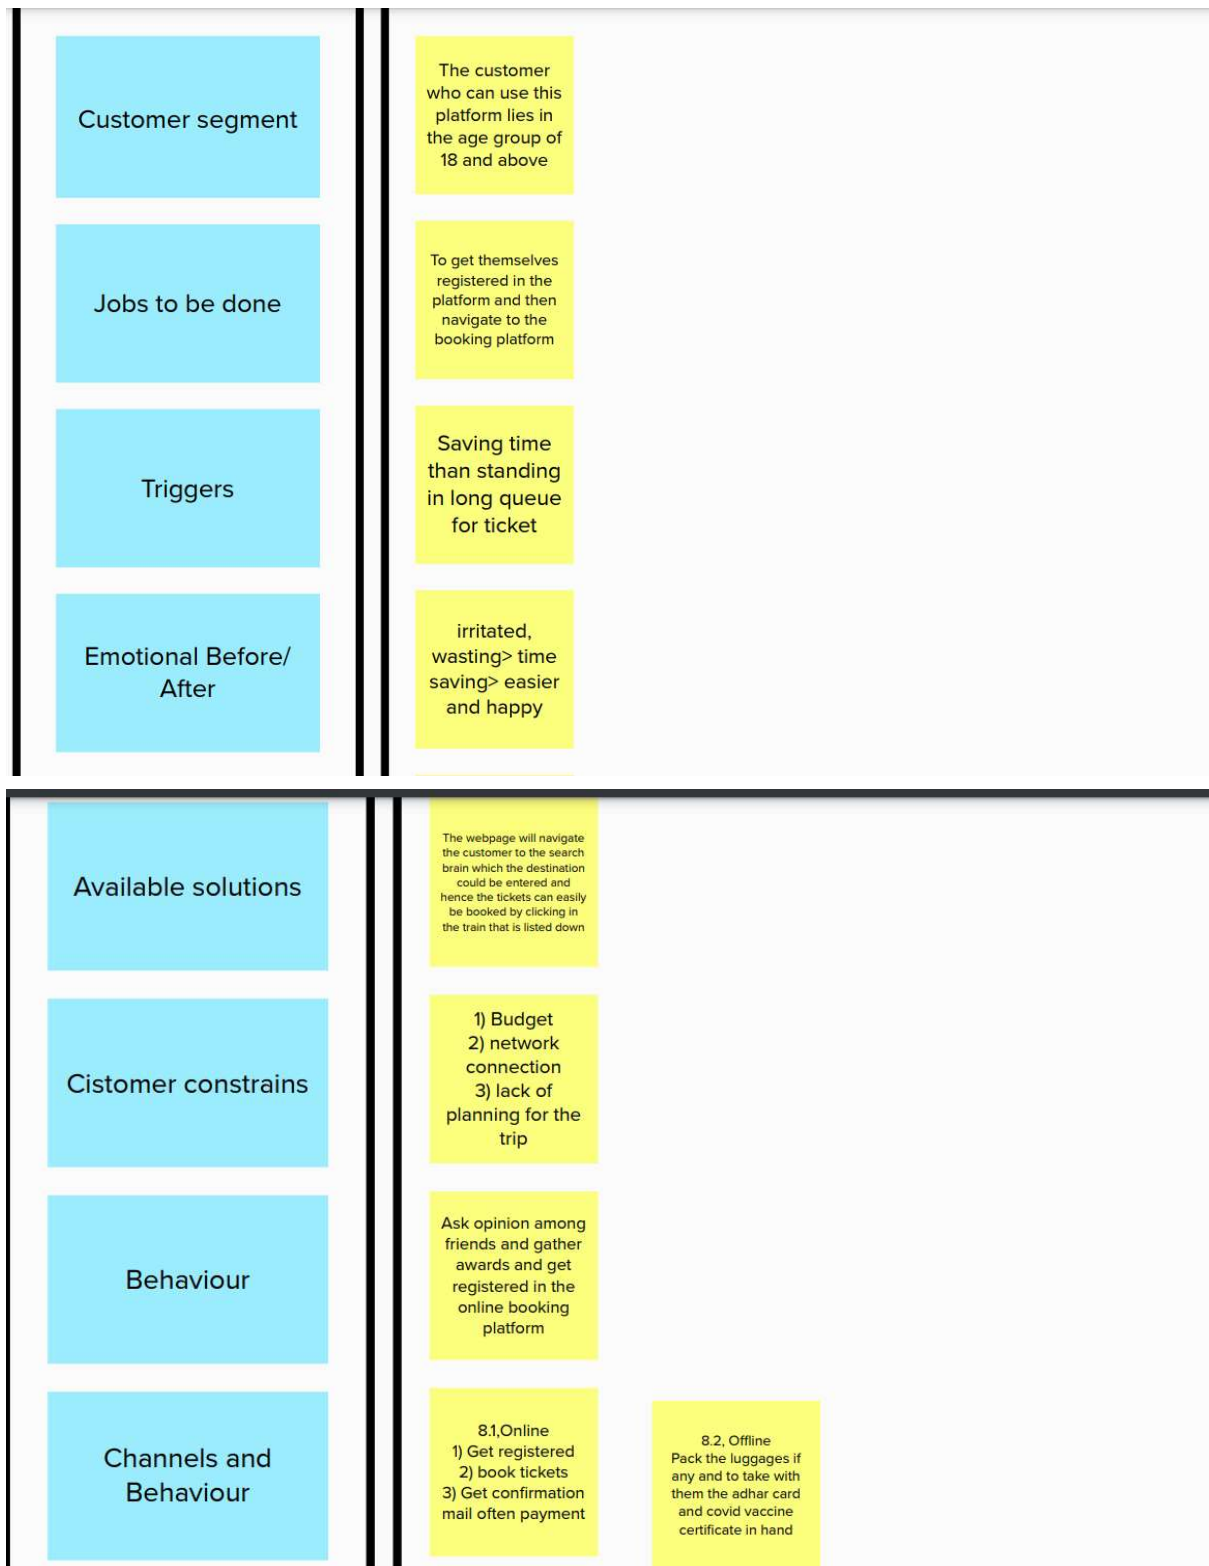 Customer segment
The customer
who can use this
platform lies in
the age group of
18 and above
Jobs to be done
To get themselves
registered in the
platform and then
navigate to the
booking platform
Triggers
Saving time
than standing
in long queue
for ticket
Emotional Before/
After
irritated,
wasting> time
saving> easier
and happy
Available solutions
The webpage will navigate
the customer to the search
brain which the destination
could be entered and
hence the tickets can easily
be booked by clicking in
the train that is listed down
Cistomer constrains
1) Budget
2) network
connection
3) lack of
planning for the
trip
Behaviour
Ask opinion among
friends and gather
awards and get
registered in the
online booking
platform
Channels and
Behaviour
8.1,Online
1) Get registered
2) book tickets
3) Get confirmation
mail often payment
8.2, Offline
Pack the luggages if
any and to take with
them the adhar card
and covid vaccine
certificate in hand